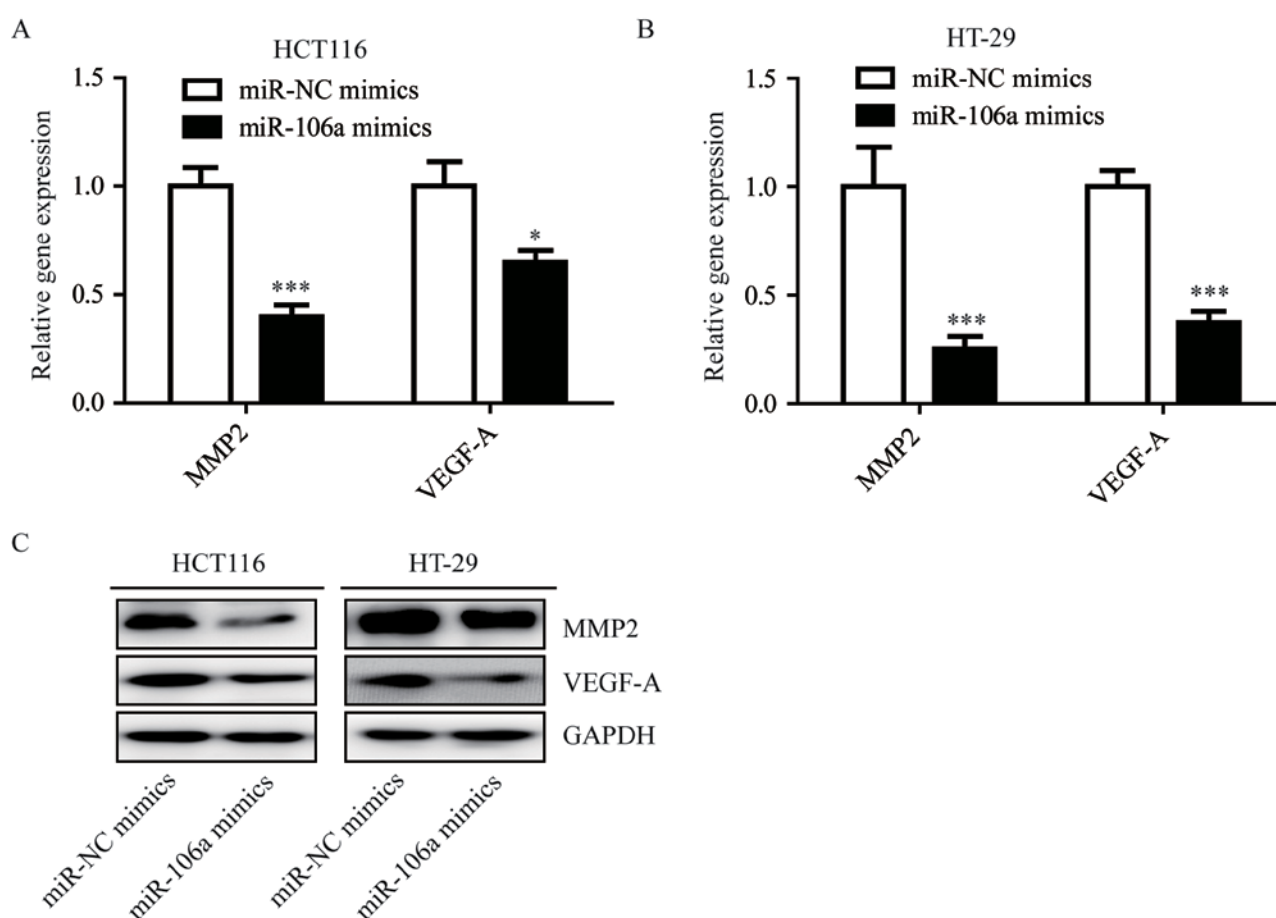 A
HCT116
miR-NC mimics
miR-106a mimics
Relative gene expression
1.5
1.0
0.5
0.0
***
*
MMP2
VEGF-A
B
HT-29
miR-NC mimics
miR-106a mimics
Relative gene expression
1.5
1.0
0.5
0.0
***
***
MMP2
VEGF-A
C
HCT116
HT-29
MMP2
VEGF-A
GAPDH
miR-NC mimics
miR-106a mimics
miR-NC mimics
miR-106a mimics